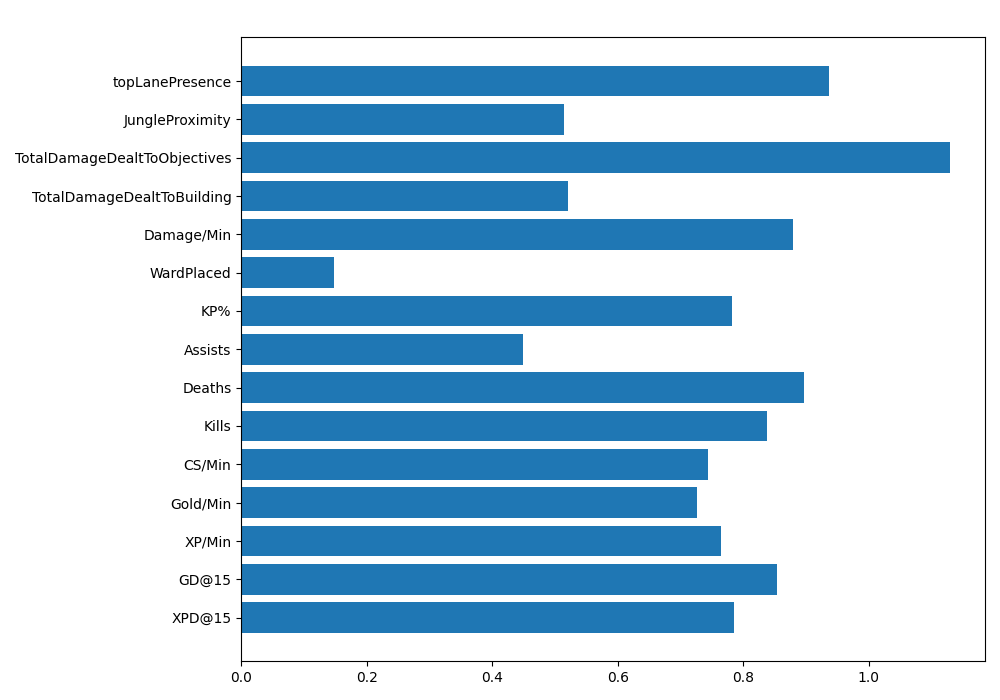 topLanePresence
JungleProximity
TotalDamageDealtToObjectives
TotalDamageDealtToBuilding
Damage/Min
WardPlaced
KP%
Assists
Deaths
Kills
CS/Min
Gold/Min
XP/Min
GD@15
XPD@15
0.0 0.2 0.4 0.6 0.8 1.0